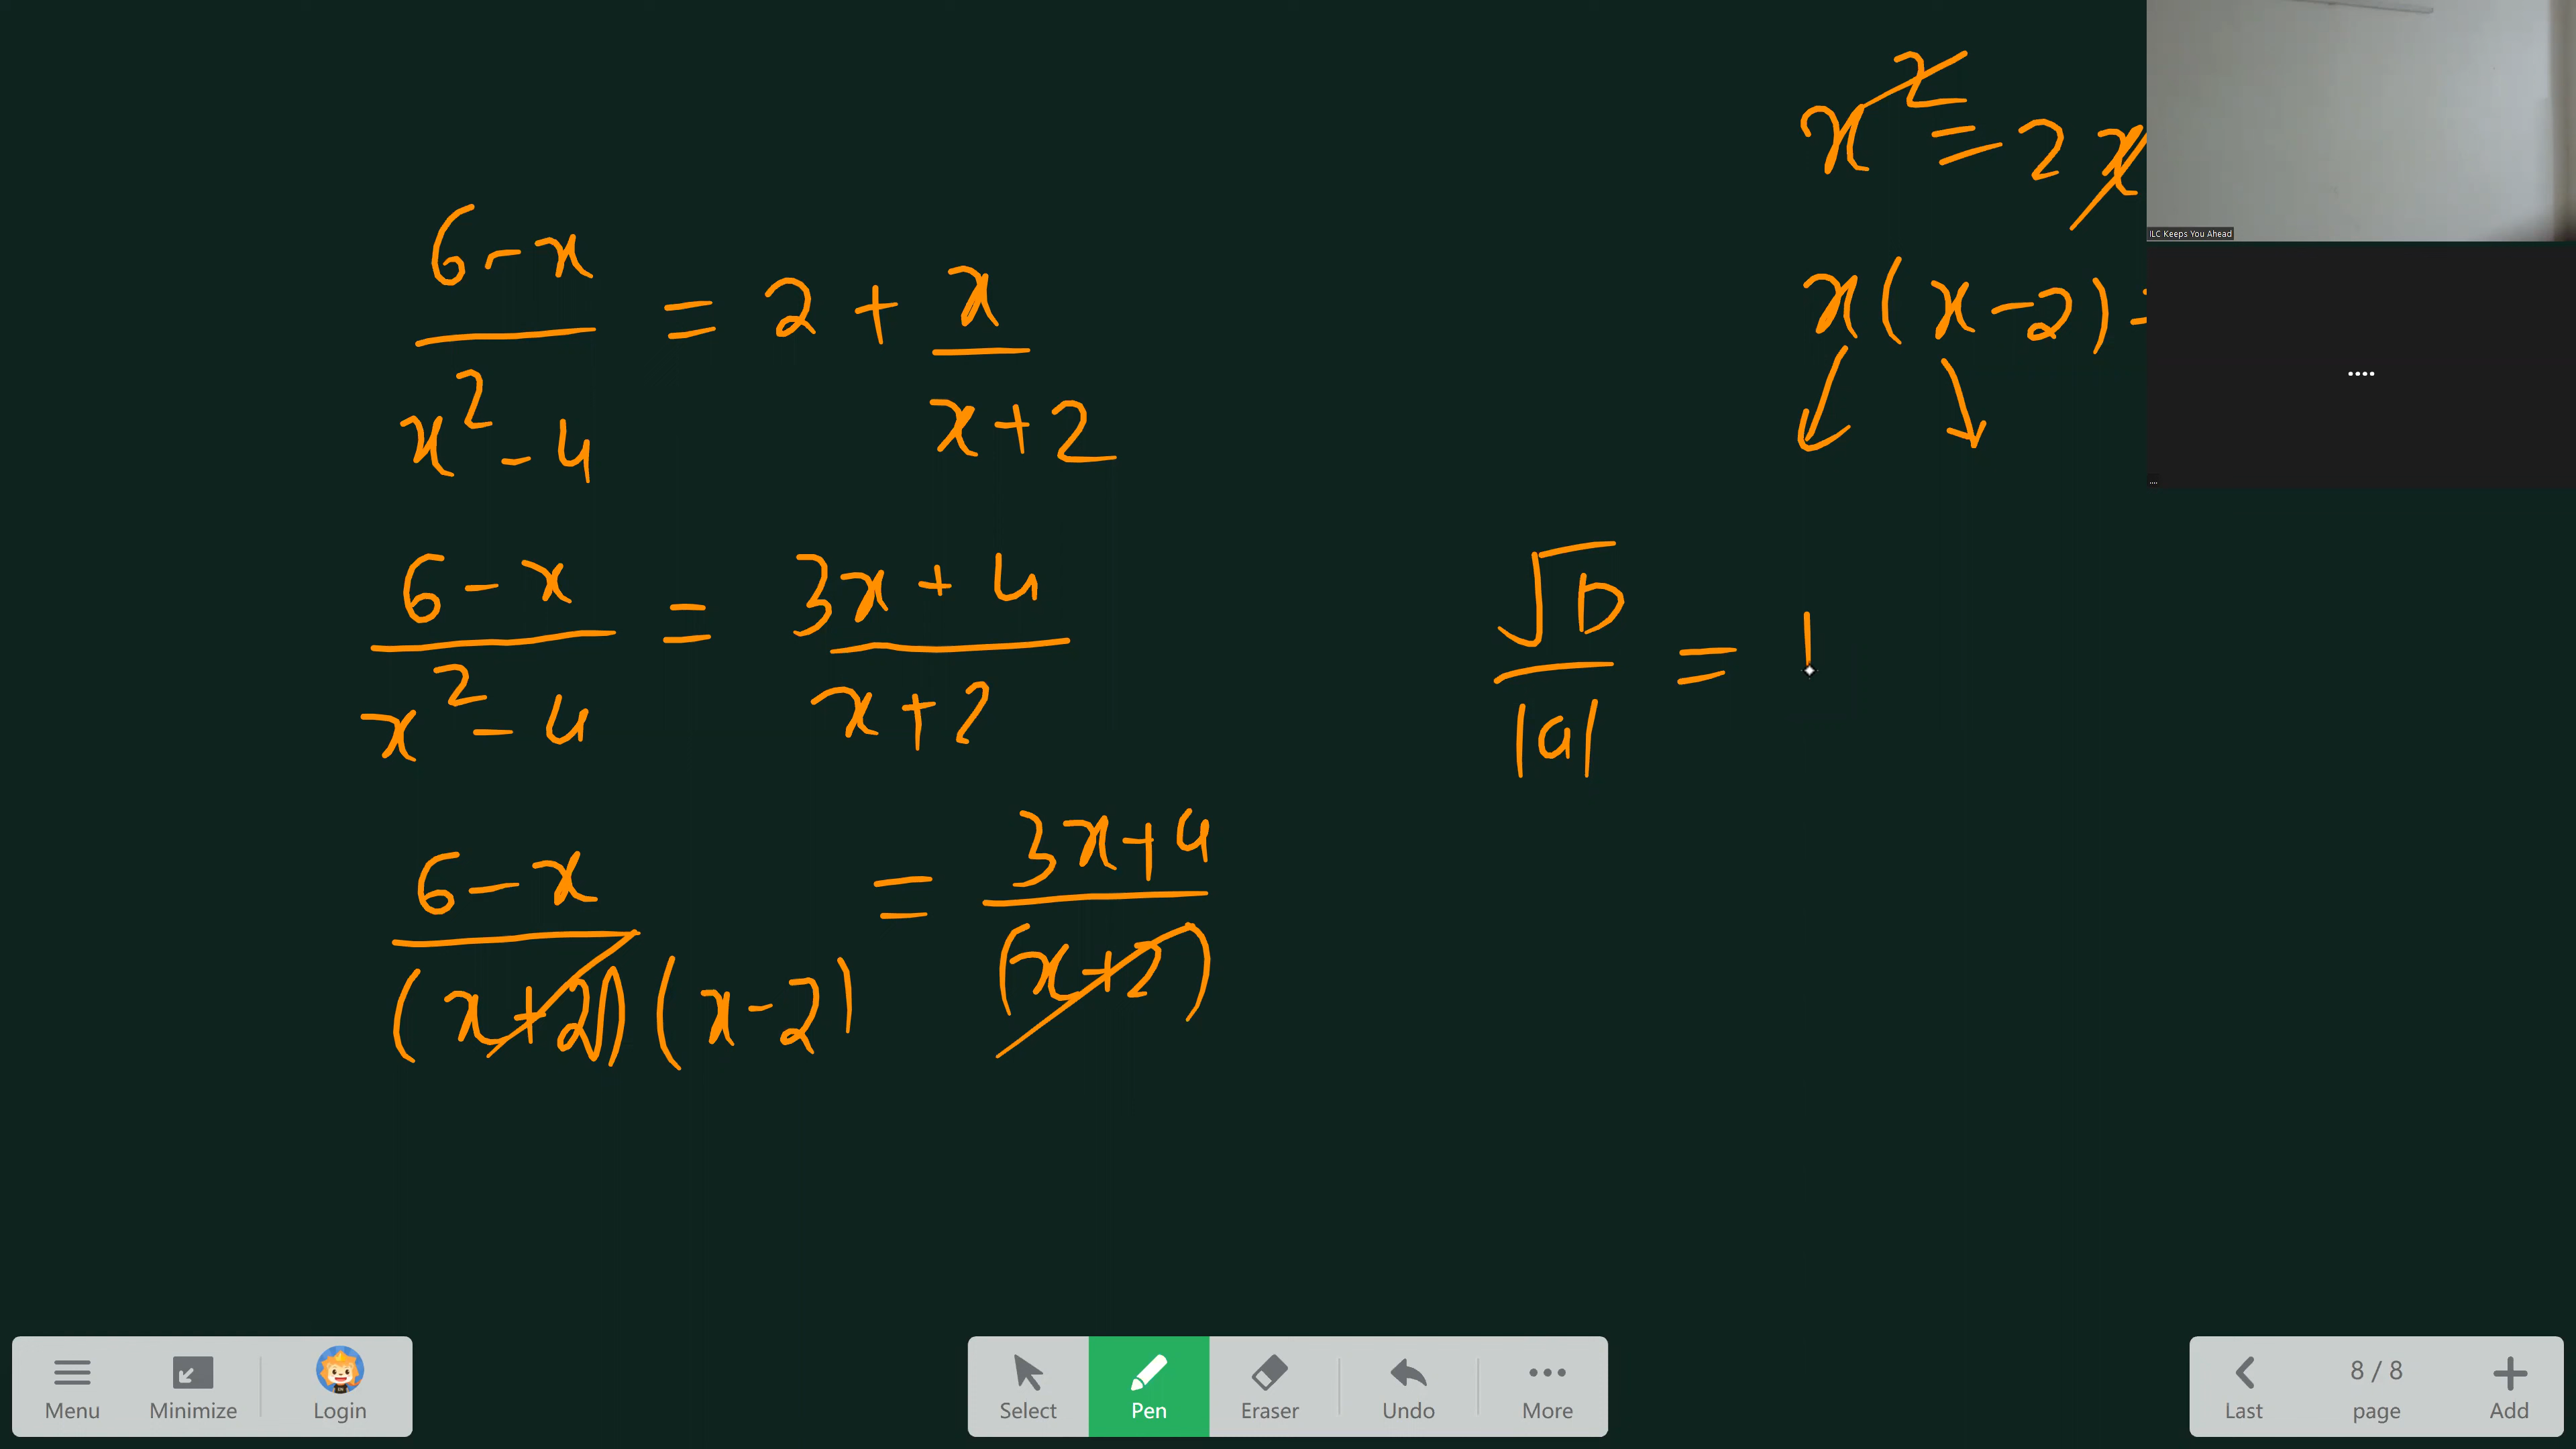 6-x / x²-4 = 2 + x / x+2
6-x / x²-4 = 3x+4 / x+2
6-x / (x+2)(x-2) = 3x+4 / (x+2)
x² = 2x
x(x-2) =
√D / |a| = 1
ILC Keeps You Ahead
....
....
Menu
Minimize
Login
Select
Pen
Eraser
Undo
More
Last
8 / 8
page
Add